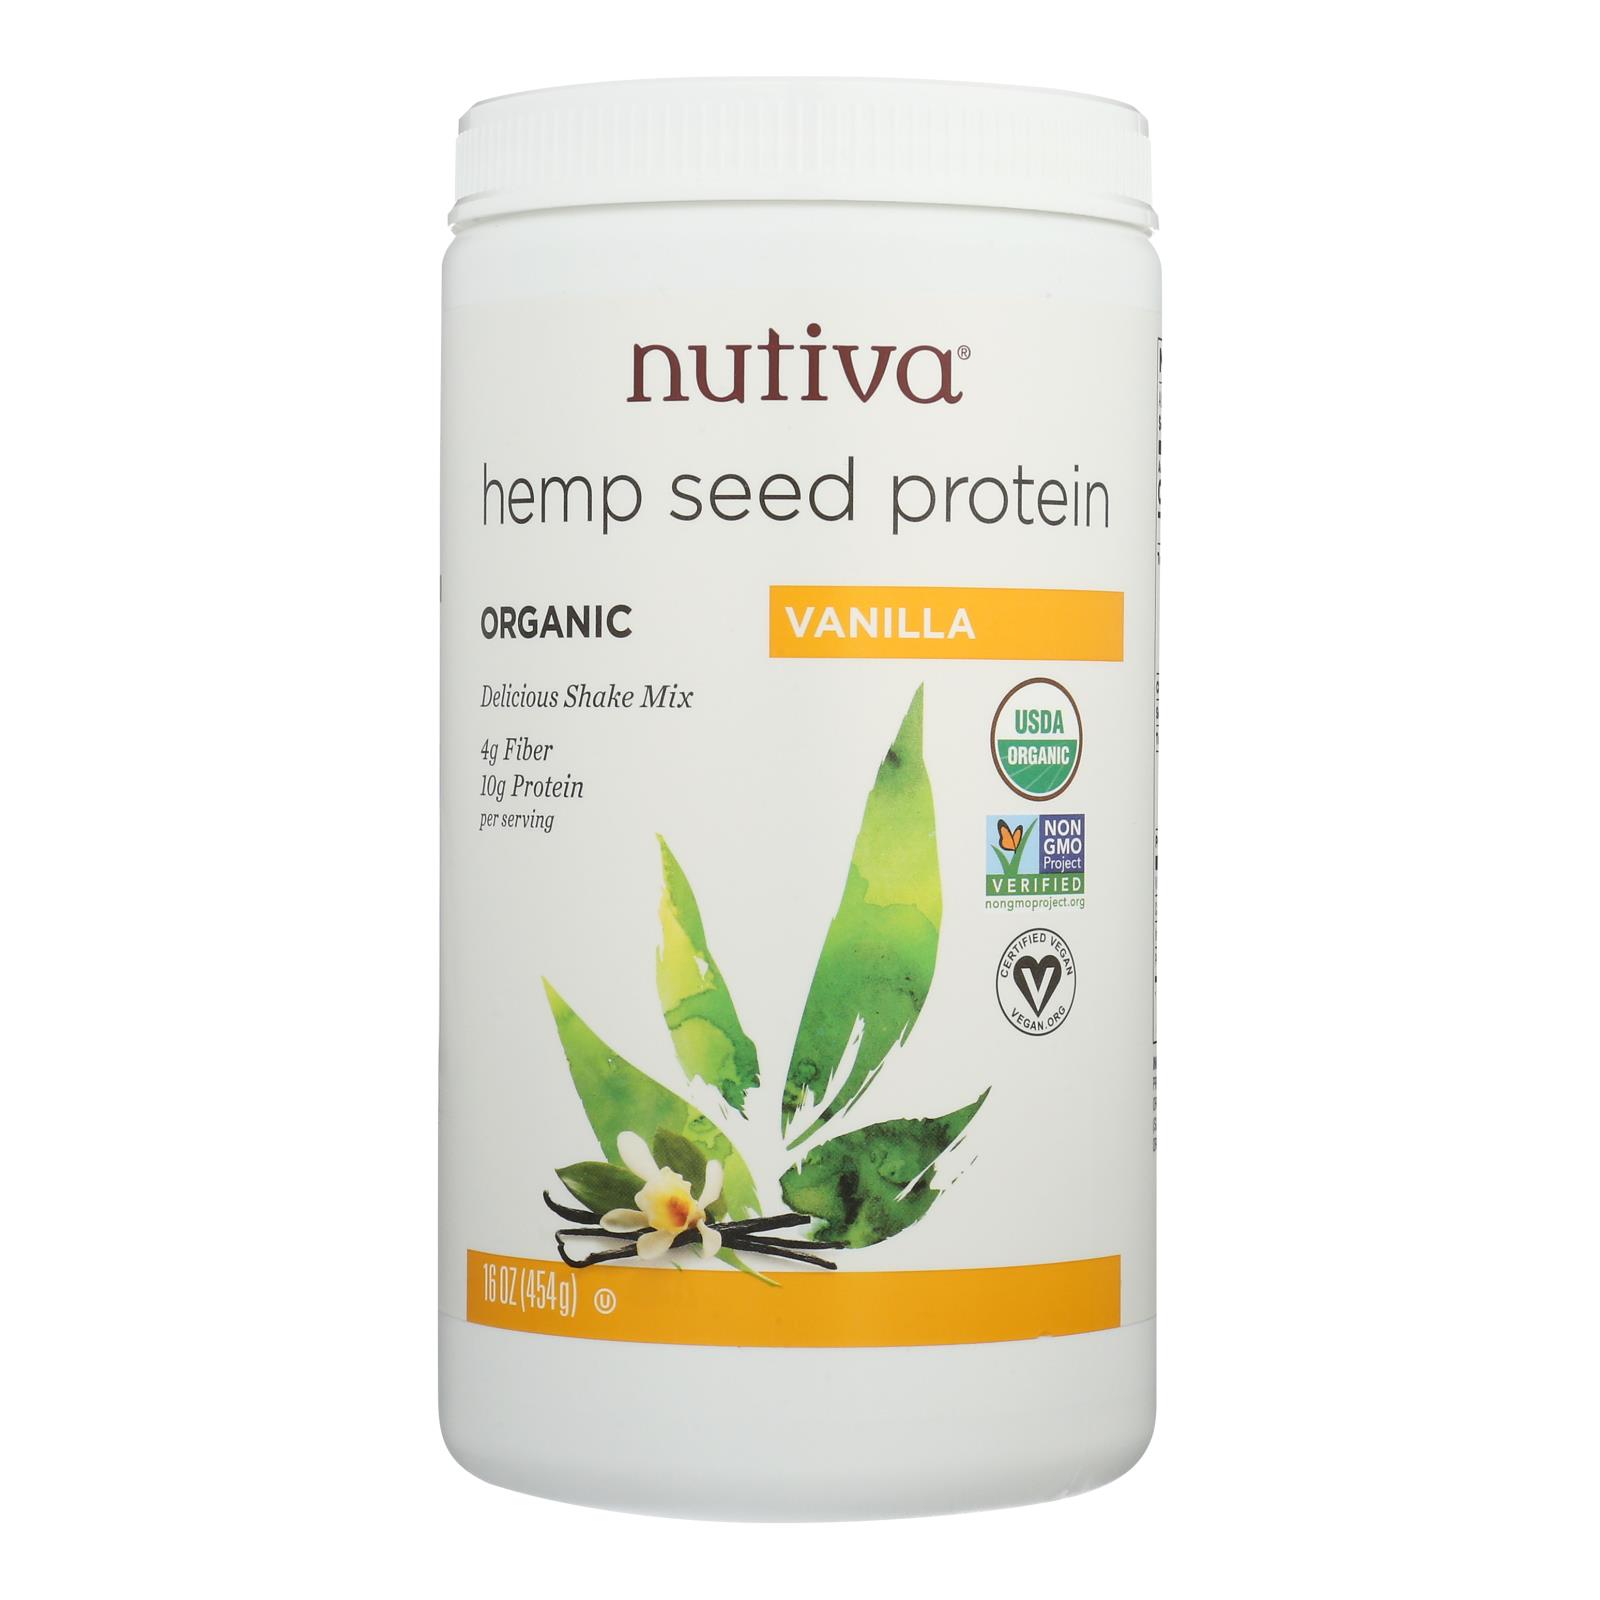 nutiva®
hemp seed protein
ORGANIC
VANILLA
Delicious Shake Mix
4g Fiber
10g Protein
per serving
USDA
ORGANIC
NON
GMO
Project
VERIFIED
nongmoproject.org
CERTIFIED VEGAN
V
VEGAN.ORG
16 OZ (454g) U